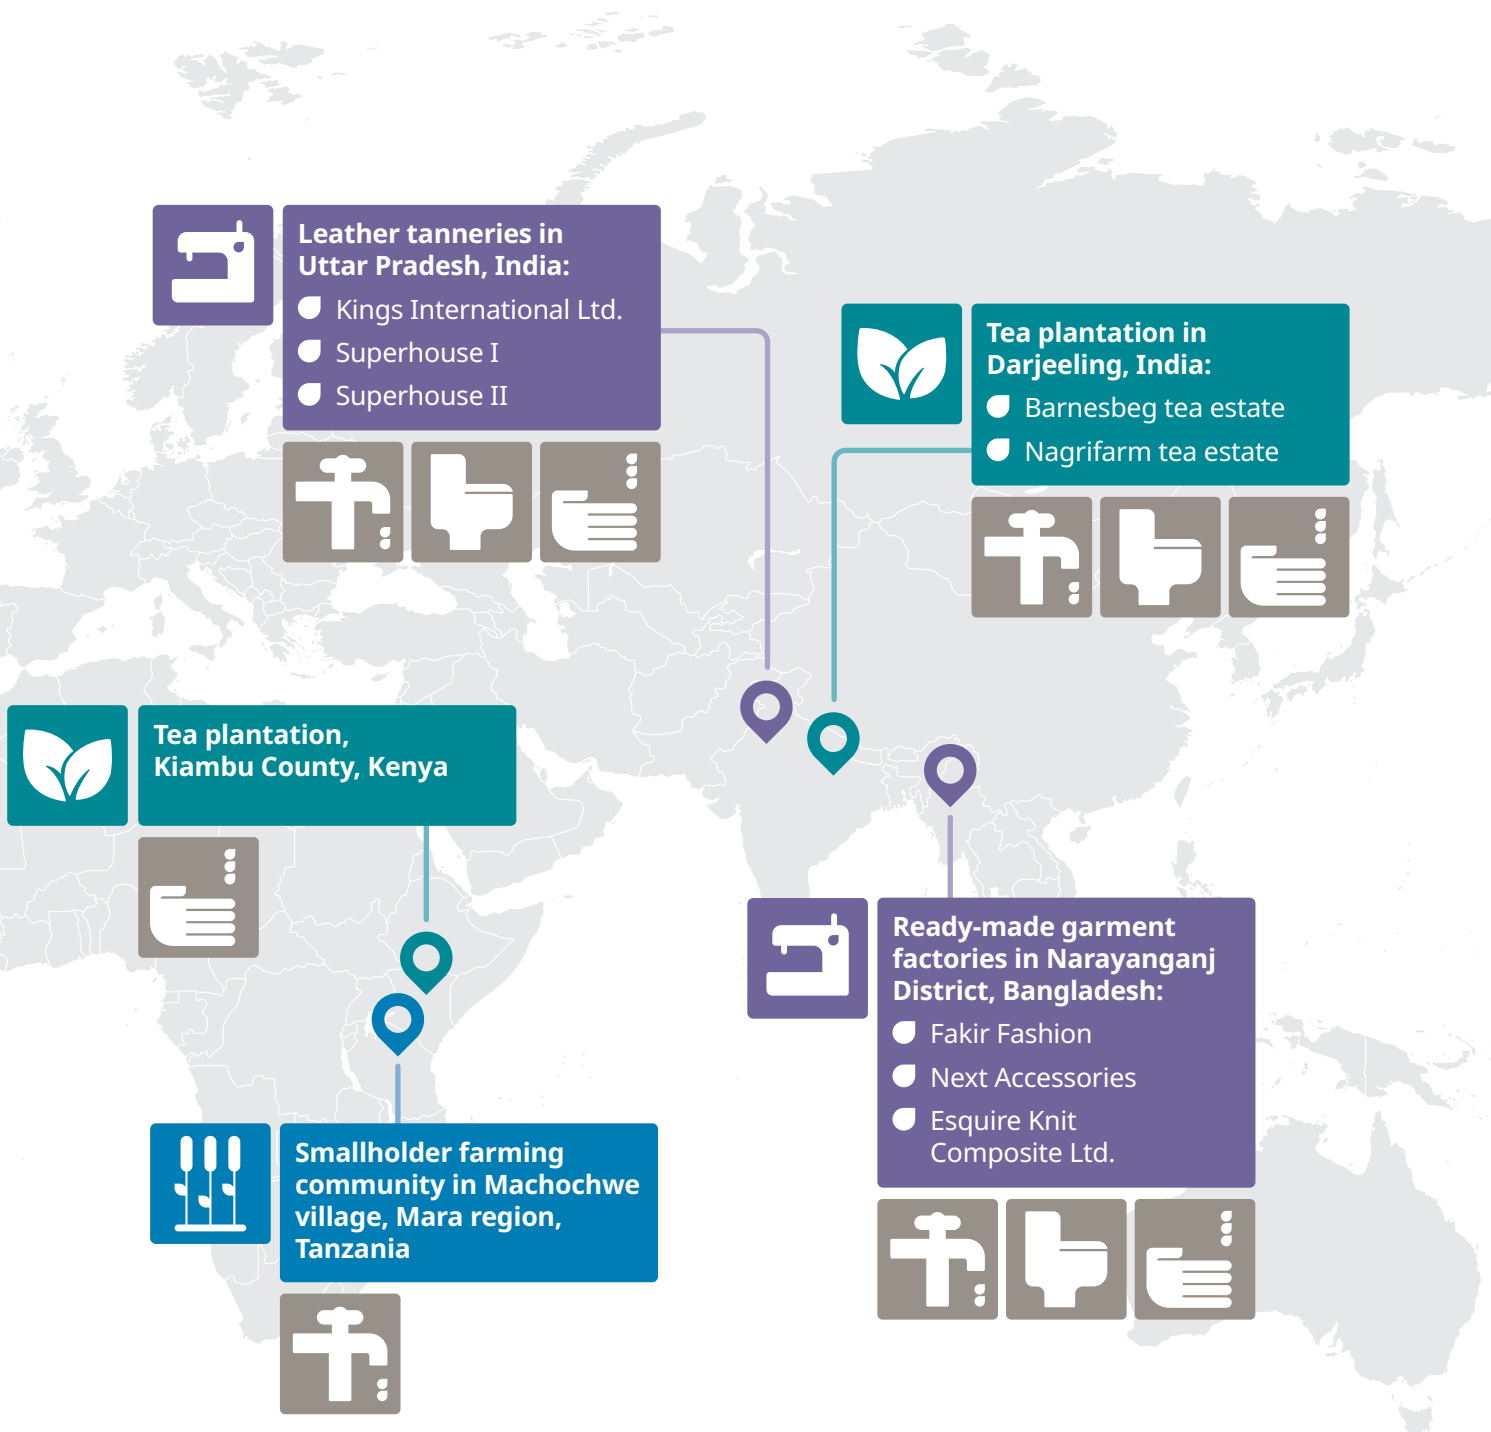 Leather tanneries in
Uttar Pradesh, India:
Kings International Ltd.
Superhouse I
Superhouse II
Tea plantation in
Darjeeling, India:
Barnesbeg tea estate
Nagrifarm tea estate
Tea plantation,
Kiambu County, Kenya
Ready-made garment
factories in Narayanganj
District, Bangladesh:
Fakir Fashion
Next Accessories
Esquire Knit
Composite Ltd.
Smallholder farming
community in Machochwe
village, Mara region,
Tanzania